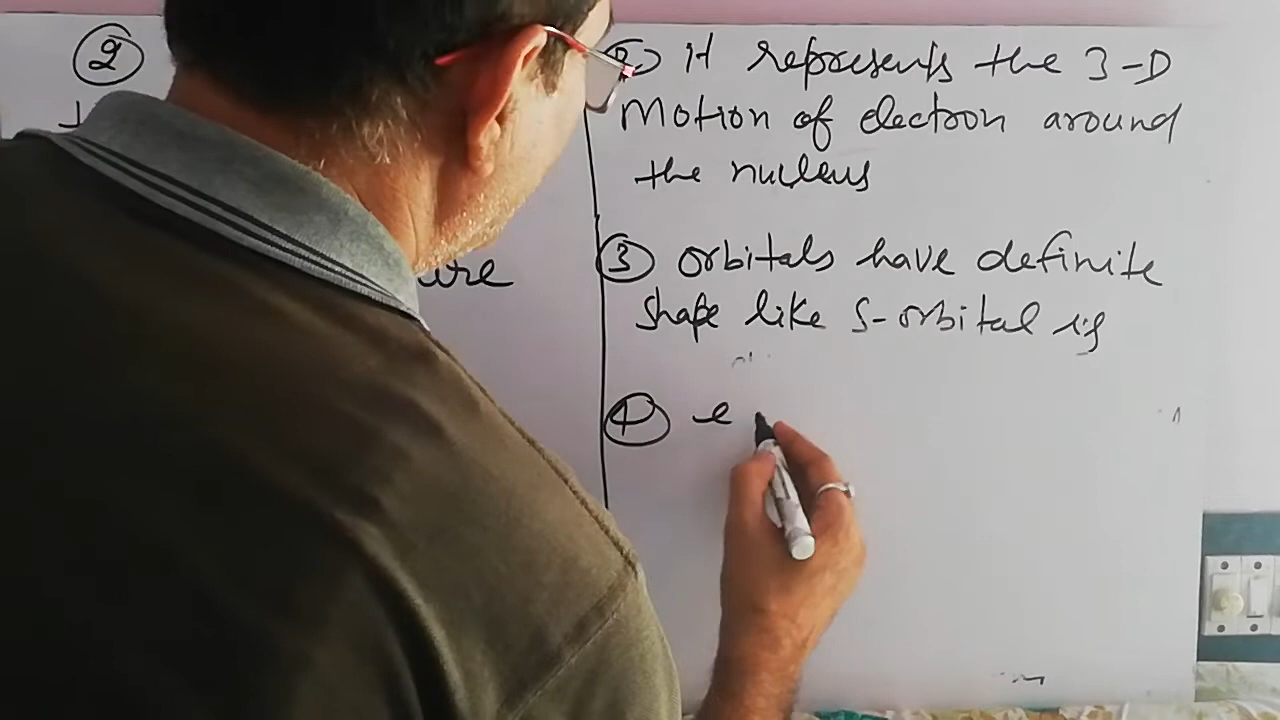 ②
② It represents the 3-D
Motion of electron around
the nucleus
③ orbitals have definite
shape like S-orbital is
④ e